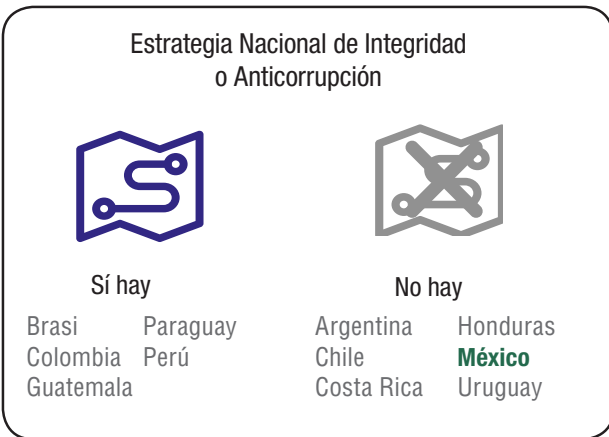 Estrategia Nacional de Integridad
o Anticorrupción
Sí hay
Brasi Paraguay
Colombia Perú
Guatemala
No hay
Argentina Honduras
Chile México
Costa Rica Uruguay